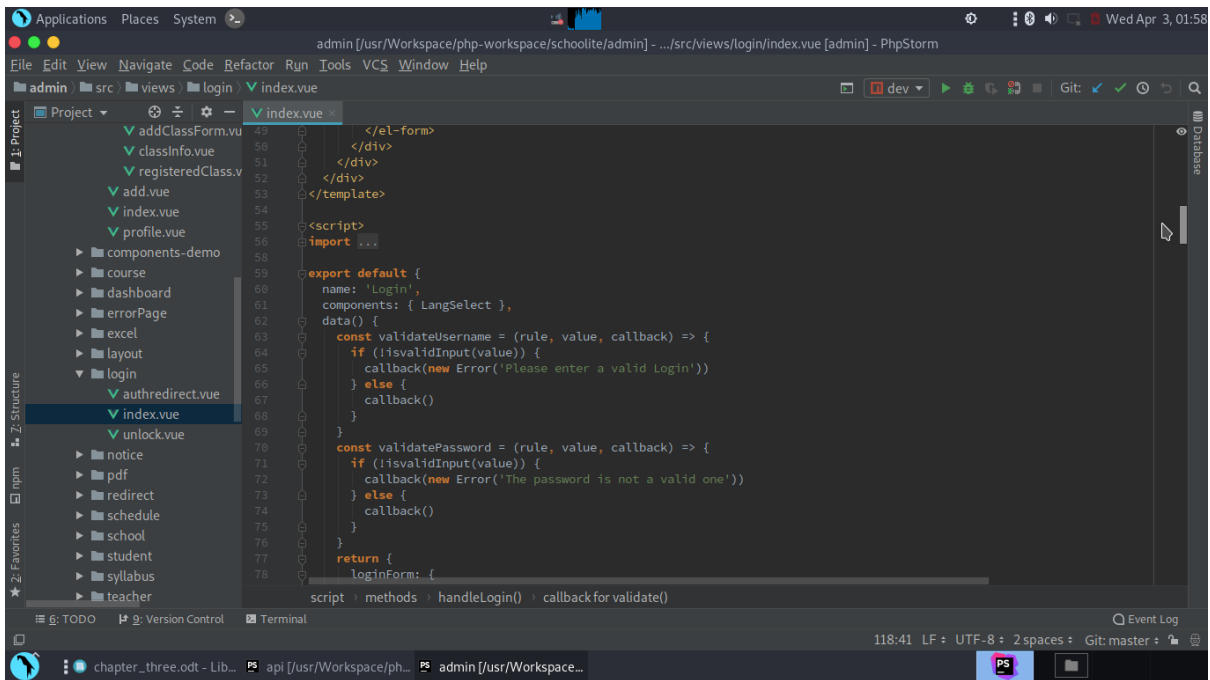 Applications Places System Wed Apr 3, 01:58
admin [/usr/Workspace/php-workspace/schoolite/admin] - .../src/views/login/index.vue [admin] - PhpStorm
File Edit View Navigate Code Refactor Run Tools VCS Window Help
admin src views login index.vue dev Git:
Project index.vue
1: Project
Z: Structure
npm
2: Favorites
addClassForm.vu
classInfo.vue
registeredClass.v
add.vue
index.vue
profile.vue
components-demo
course
dashboard
errorPage
excel
layout
login
authredirect.vue
index.vue
unlock.vue
notice
pdf
redirect
schedule
school
student
syllabus
teacher
49 </el-form>
50 </div>
51 </div>
52 </div>
53 </template>
54
55 <script>
56 import ...
58
59 export default {
60 name: 'Login',
61 components: { LangSelect },
62 data() {
63 const validateUsername = (rule, value, callback) => {
64 if (!isvalidInput(value)) {
65 callback(new Error('Please enter a valid Login'))
66 } else {
67 callback()
68 }
69 }
70 const validatePassword = (rule, value, callback) => {
71 if (!isvalidInput(value)) {
72 callback(new Error('The password is not a valid one'))
73 } else {
74 callback()
75 }
76 }
77 return {
78 loginForm: {
Database
script › methods › handleLogin() › callback for validate()
6: TODO 9: Version Control Terminal Event Log
118:41 LF UTF-8 2 spaces Git: master
chapter_three.odt - Lib... PS api [/usr/Workspace/ph... PS admin [/usr/Workspace... PS